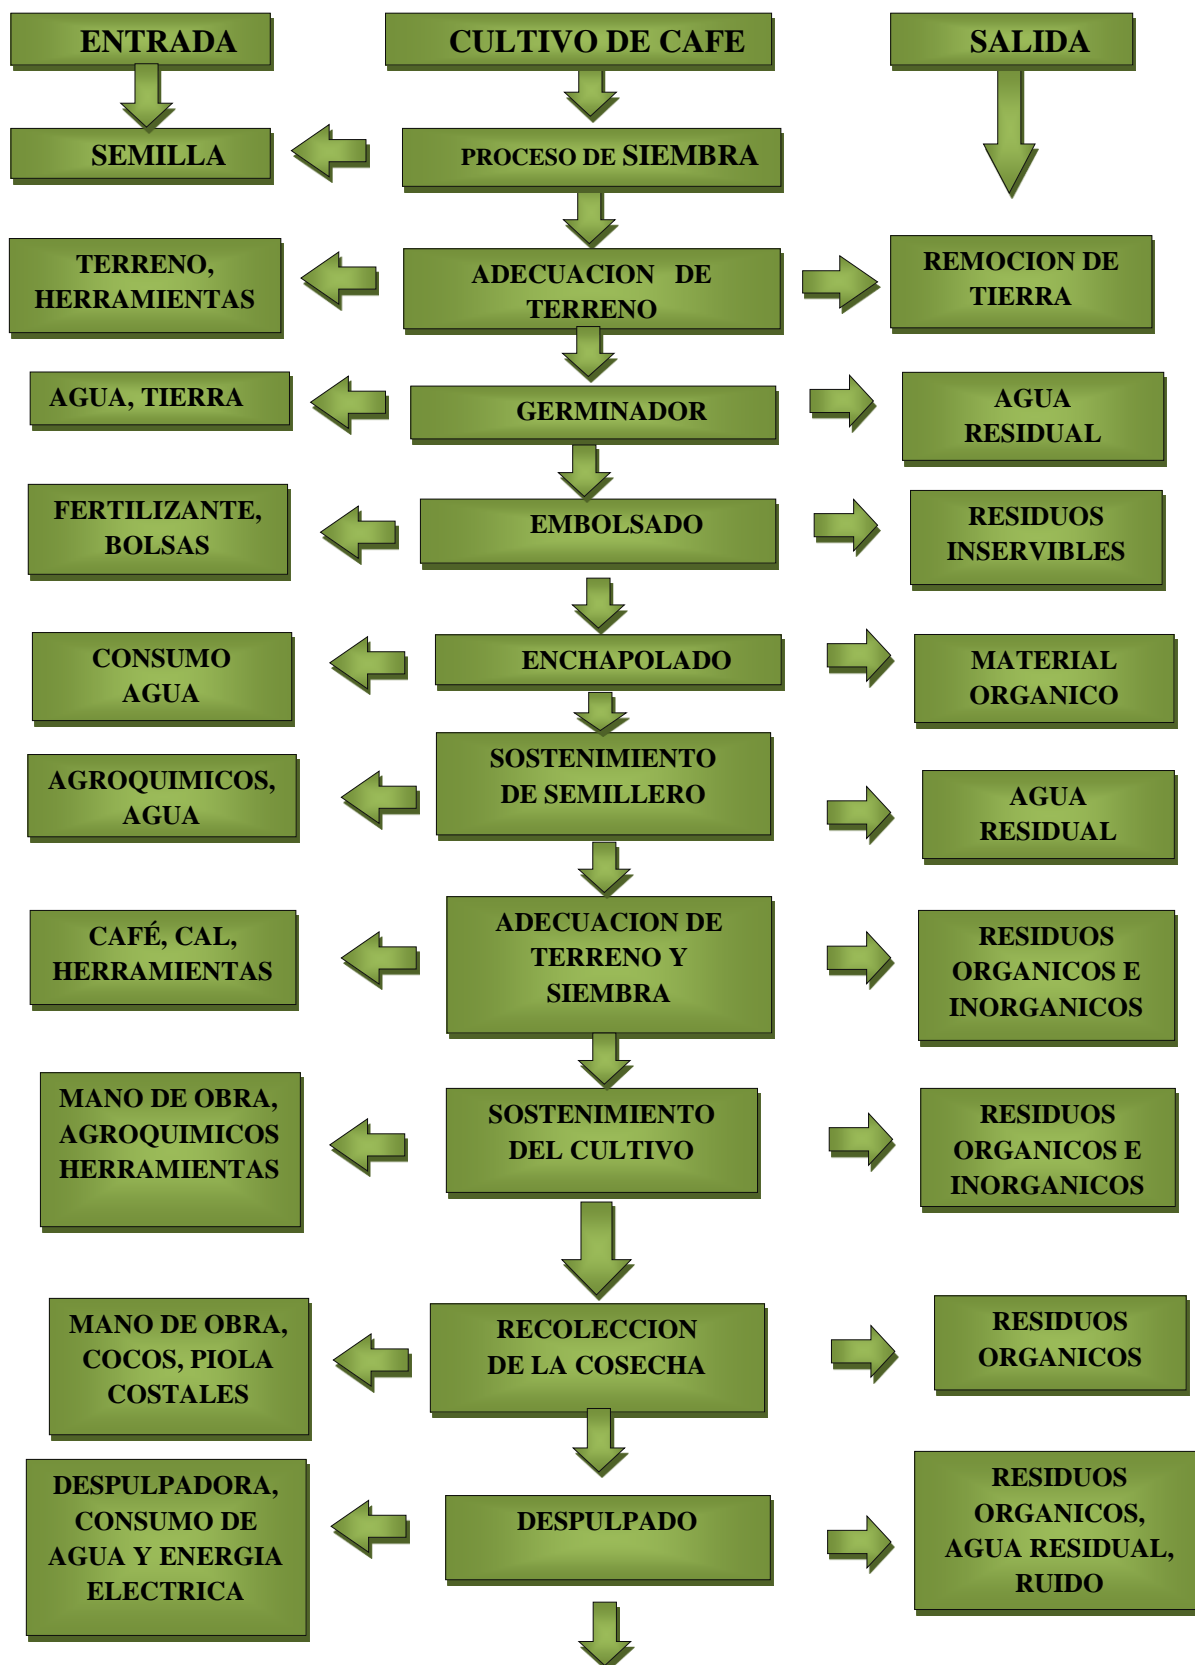 ENTRADA
CULTIVO DE CAFE
SALIDA
SEMILLA
PROCESO DE SIEMBRA
TERRENO,
HERRAMIENTAS
ADECUACION DE
TERRENO
REMOCION DE
TIERRA
AGUA, TIERRA
GERMINADOR
AGUA
RESIDUAL
FERTILIZANTE,
BOLSAS
EMBOLSADO
RESIDUOS
INSERVIBLES
CONSUMO
AGUA
ENCHAPOLADO
MATERIAL
ORGANICO
AGROQUIMICOS,
AGUA
SOSTENIMIENTO
DE SEMILLERO
AGUA
RESIDUAL
CAFÉ, CAL,
HERRAMIENTAS
ADECUACION DE
TERRENO Y
SIEMBRA
RESIDUOS
ORGANICOS E
INORGANICOS
MANO DE OBRA,
AGROQUIMICOS
HERRAMIENTAS
SOSTENIMIENTO
DEL CULTIVO
RESIDUOS
ORGANICOS E
INORGANICOS
MANO DE OBRA,
COCOS, PIOLA
COSTALES
RECOLECCION
DE LA COSECHA
RESIDUOS
ORGANICOS
DESPULPADORA,
CONSUMO DE
AGUA Y ENERGIA
ELECTRICA
DESPULPADO
RESIDUOS
ORGANICOS,
AGUA RESIDUAL,
RUIDO